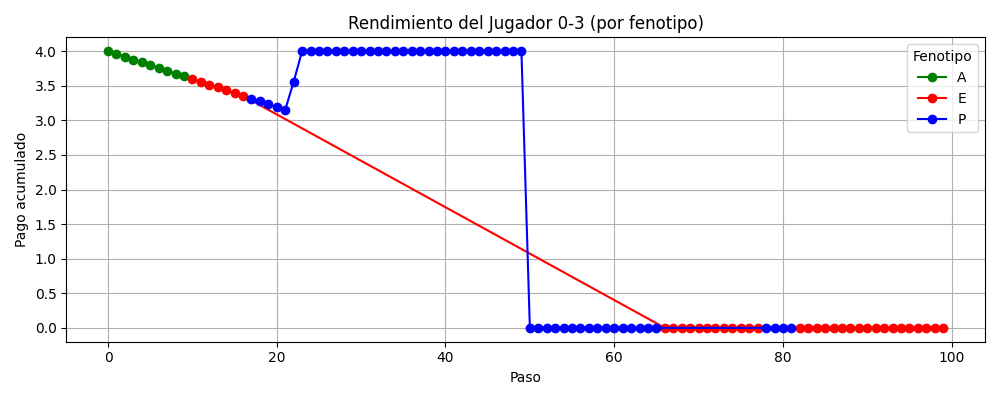 Rendimiento del Jugador 0-3 (por fenotipo)
Pago acumulado
4.0
3.5
3.0
2.5
2.0
1.5
1.0
0.5
0.0
Fenotipo
A
E
P
0 20 40 60 80 100
Paso